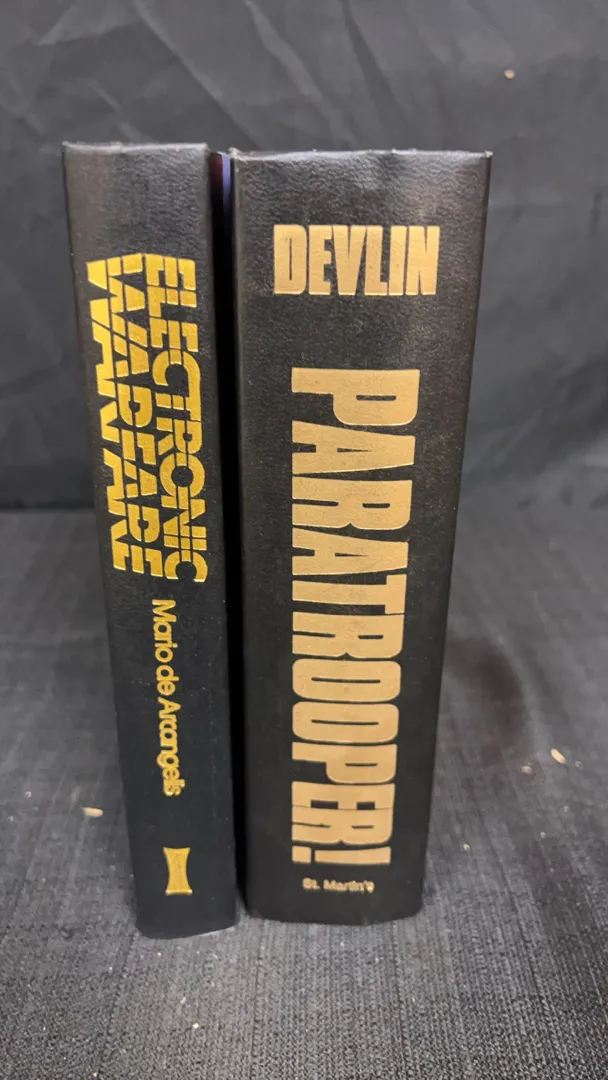 ELECTRONIC
WARFARE
Mario de Arcangelis
DEVLIN
PARATROOPER!
St. Martin's